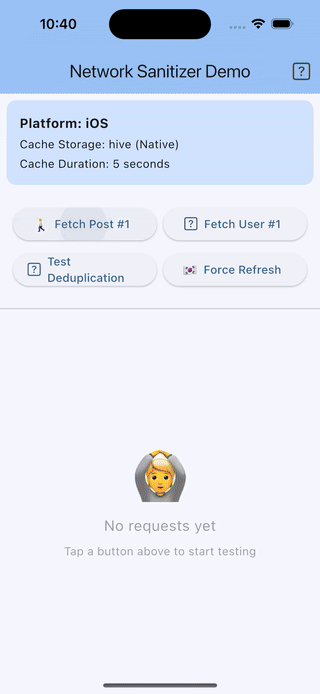 10:40
Network Sanitizer Demo
Platform: iOS
Cache Storage: hive (Native)
Cache Duration: 5 seconds
Fetch Post #1
Fetch User #1
Test
Deduplication
Force Refresh
No requests yet
Tap a button above to start testing